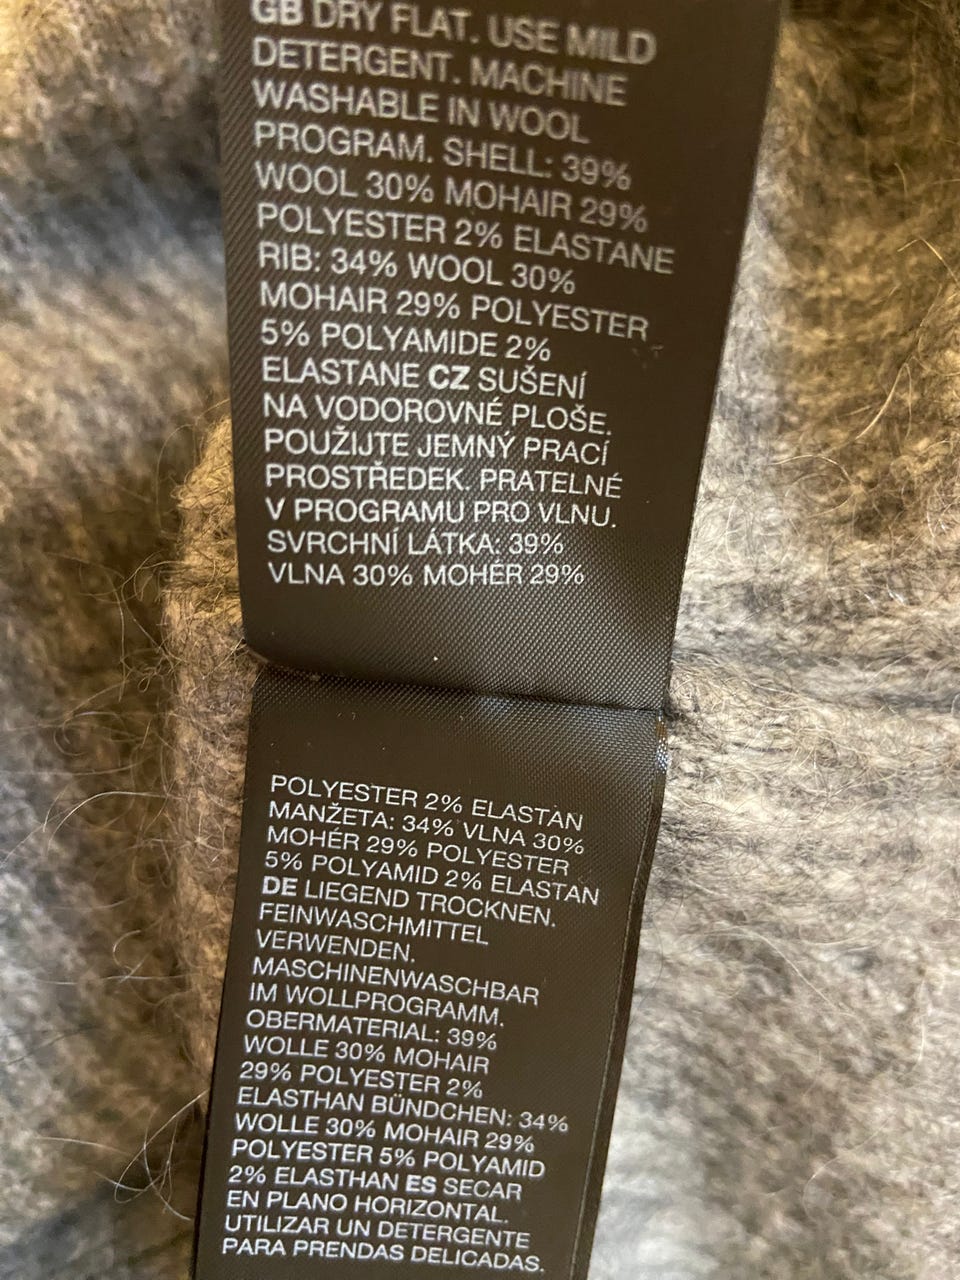 GB DRY FLAT. USE MILD
DETERGENT. MACHINE
WASHABLE IN WOOL
PROGRAM. SHELL: 39%
WOOL 30% MOHAIR 29%
POLYESTER 2% ELASTANE
RIB: 34% WOOL 30%
MOHAIR 29% POLYESTER
5% POLYAMIDE 2%
ELASTANE CZ SUŠENÍ
NA VODOROVNÉ PLOŠE.
POUŽIJTE JEMNÝ PRACÍ
PROSTŘEDEK. PRATELNÉ
V PROGRAMU PRO VLNU.
SVRCHNÍ LÁTKA: 39%
VLNA 30% MOHÉR 29%
POLYESTER 2% ELASTAN
MANŽETA: 34% VLNA 30%
MOHÉR 29% POLYESTER
5% POLYAMID 2% ELASTAN
DE LIEGEND TROCKNEN.
FEINWASCHMITTEL
VERWENDEN.
MASCHINENWASCHBAR
IM WOLLPROGRAMM.
OBERMATERIAL: 39%
WOLLE 30% MOHAIR
29% POLYESTER 2%
ELASTHAN BÜNDCHEN: 34%
WOLLE 30% MOHAIR 29%
POLYESTER 5% POLYAMID
2% ELASTHAN ES SECAR
EN PLANO HORIZONTAL.
UTILIZAR UN DETERGENTE
PARA PRENDAS DELICADAS.